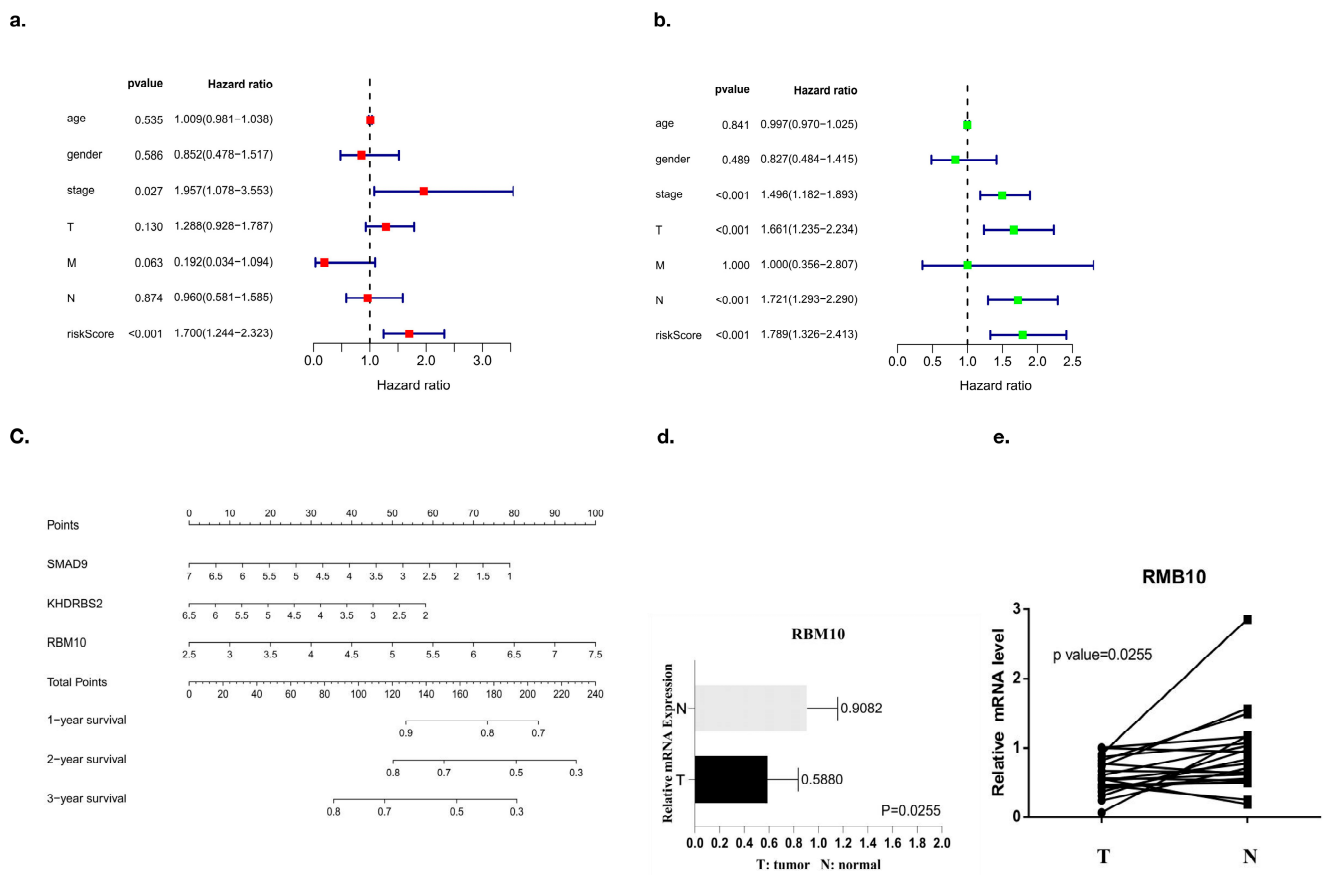 a.
pvalue Hazard ratio
age 0.535 1.009(0.981−1.038)
gender 0.586 0.852(0.478−1.517)
stage 0.027 1.957(1.078−3.553)
T 0.130 1.288(0.928−1.787)
M 0.063 0.192(0.034−1.094)
N 0.874 0.960(0.581−1.585)
riskScore <0.001 1.700(1.244−2.323)
0.0 1.0 2.0 3.0
Hazard ratio
b.
pvalue Hazard ratio
age 0.841 0.997(0.970−1.025)
gender 0.489 0.827(0.484−1.415)
stage <0.001 1.496(1.182−1.893)
T <0.001 1.661(1.235−2.234)
M 1.000 1.000(0.356−2.807)
N <0.001 1.721(1.293−2.290)
riskScore <0.001 1.789(1.326−2.413)
0.0 0.5 1.0 1.5 2.0 2.5
Hazard ratio
C.
Points 0 10 20 30 40 50 60 70 80 90 100
SMAD9 7 6.5 6 5.5 5 4.5 4 3.5 3 2.5 2 1.5 1
KHDRBS2 6.5 6 5.5 5 4.5 4 3.5 3 2.5 2
RBM10 2.5 3 3.5 4 4.5 5 5.5 6 6.5 7 7.5
Total Points 0 20 40 60 80 100 120 140 160 180 200 220 240
1−year survival 0.9 0.8 0.7
2−year survival 0.8 0.7 0.5 0.3
3−year survival 0.8 0.7 0.5 0.3
d.
RBM10
Relative mRNA Expression
N 0.9082
T 0.5880
P=0.0255
0.0 0.2 0.4 0.6 0.8 1.0 1.2 1.4 1.6 1.8 2.0
T: tumor N: normal
e.
RMB10
Relative mRNA level
3
2
1
0
p value=0.0255
T N